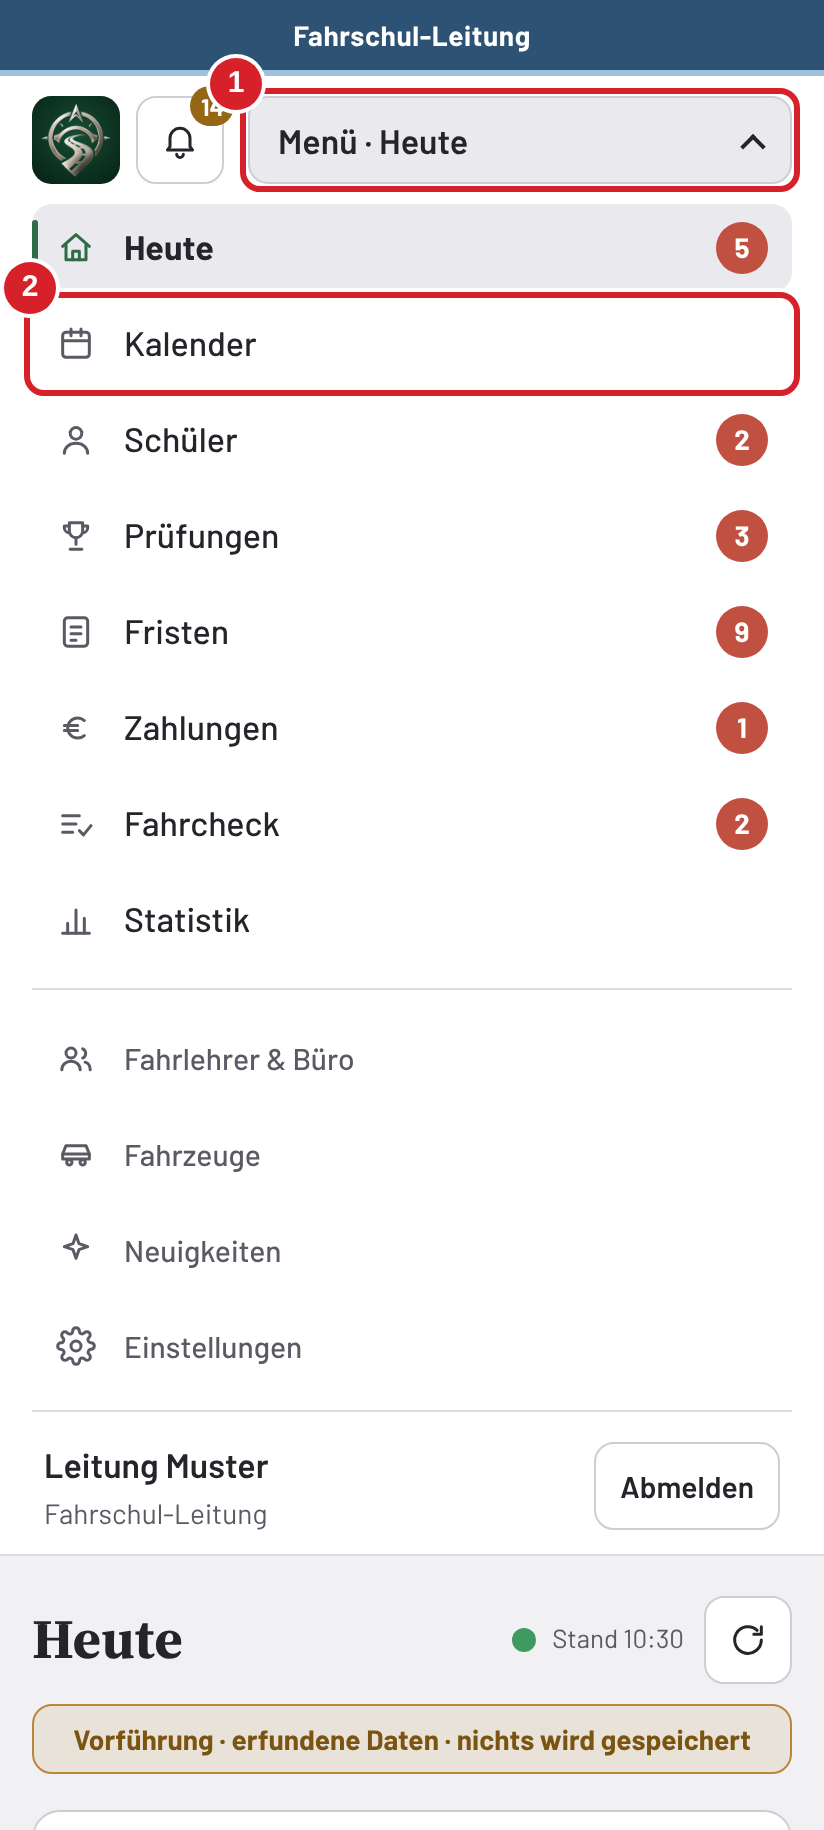 Fahrschul-Leitung
1
14
Menü · Heute
Heute
5
2
Kalender
Schüler
2
Prüfungen
3
Fristen
9
Zahlungen
1
Fahrcheck
2
Statistik
Fahrlehrer & Büro
Fahrzeuge
Neuigkeiten
Einstellungen
Leitung Muster
Fahrschul-Leitung
Abmelden
Heute
Stand 10:30
Vorführung · erfundene Daten · nichts wird gespeichert